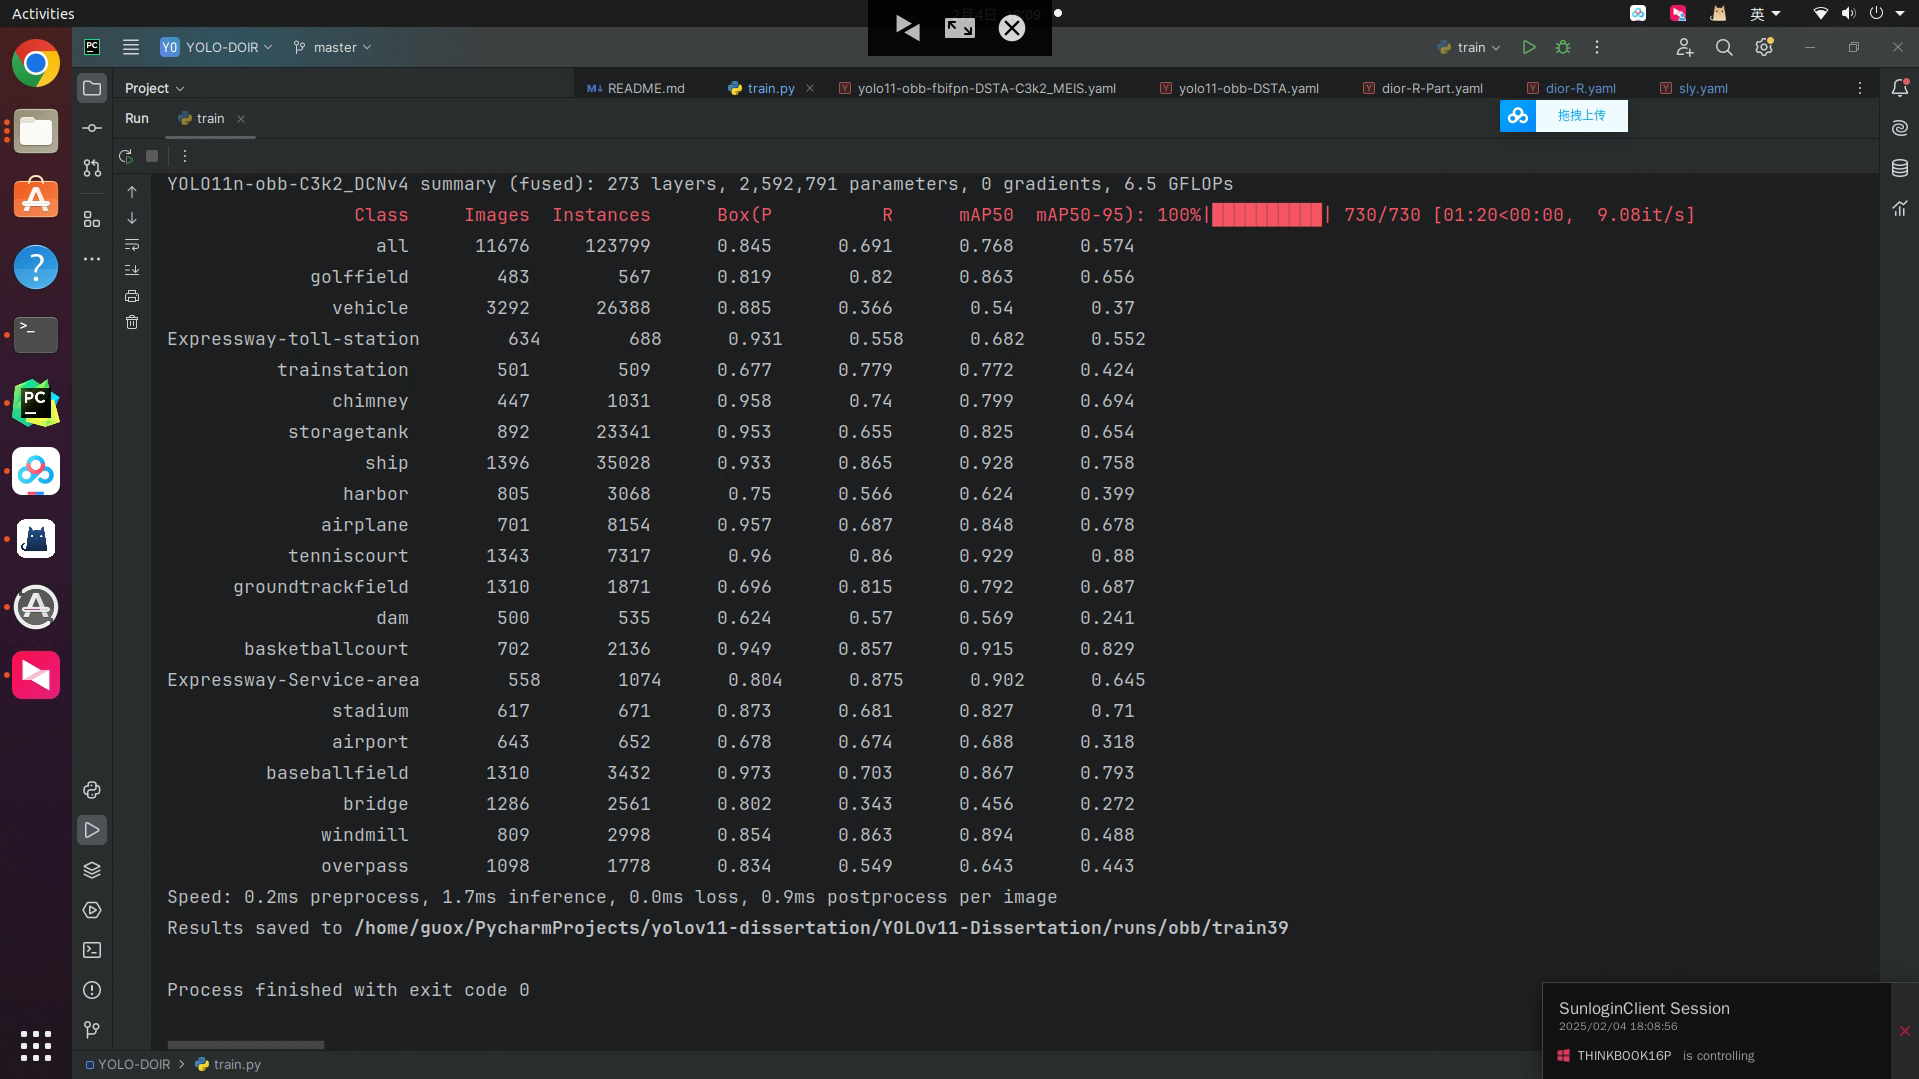 Activities
英
YO YOLO-DOIR master train
Project README.md train.py yolo11-obb-fbifpn-DSTA-C3k2_MEIS.yaml yolo11-obb-DSTA.yaml dior-R-Part.yaml dior-R.yaml sly.yaml
Run train
拖拽上传
YOLO11n-obb-C3k2_DCNv4 summary (fused): 273 layers, 2,592,791 parameters, 0 gradients, 6.5 GFLOPs
Class Images Instances Box(P R mAP50 mAP50-95): 100%|██████████| 730/730 [01:20<00:00, 9.08it/s]
all 11676 123799 0.845 0.691 0.768 0.574
golffield 483 567 0.819 0.82 0.863 0.656
vehicle 3292 26388 0.885 0.366 0.54 0.37
Expressway-toll-station 634 688 0.931 0.558 0.682 0.552
trainstation 501 509 0.677 0.779 0.772 0.424
chimney 447 1031 0.958 0.74 0.799 0.694
storagetank 892 23341 0.953 0.655 0.825 0.654
ship 1396 35028 0.933 0.865 0.928 0.758
harbor 805 3068 0.75 0.566 0.624 0.399
airplane 701 8154 0.957 0.687 0.848 0.678
tenniscourt 1343 7317 0.96 0.86 0.929 0.88
groundtrackfield 1310 1871 0.696 0.815 0.792 0.687
dam 500 535 0.624 0.57 0.569 0.241
basketballcourt 702 2136 0.949 0.857 0.915 0.829
Expressway-Service-area 558 1074 0.804 0.875 0.902 0.645
stadium 617 671 0.873 0.681 0.827 0.71
airport 643 652 0.678 0.674 0.688 0.318
baseballfield 1310 3432 0.973 0.703 0.867 0.793
bridge 1286 2561 0.802 0.343 0.456 0.272
windmill 809 2998 0.854 0.863 0.894 0.488
overpass 1098 1778 0.834 0.549 0.643 0.443
Speed: 0.2ms preprocess, 1.7ms inference, 0.0ms loss, 0.9ms postprocess per image
Results saved to /home/guox/PycharmProjects/yolov11-dissertation/YOLOv11-Dissertation/runs/obb/train39
Process finished with exit code 0
SunloginClient Session
2025/02/04 18:08:56
THINKBOOK16P is controlling
YOLO-DOIR > train.py